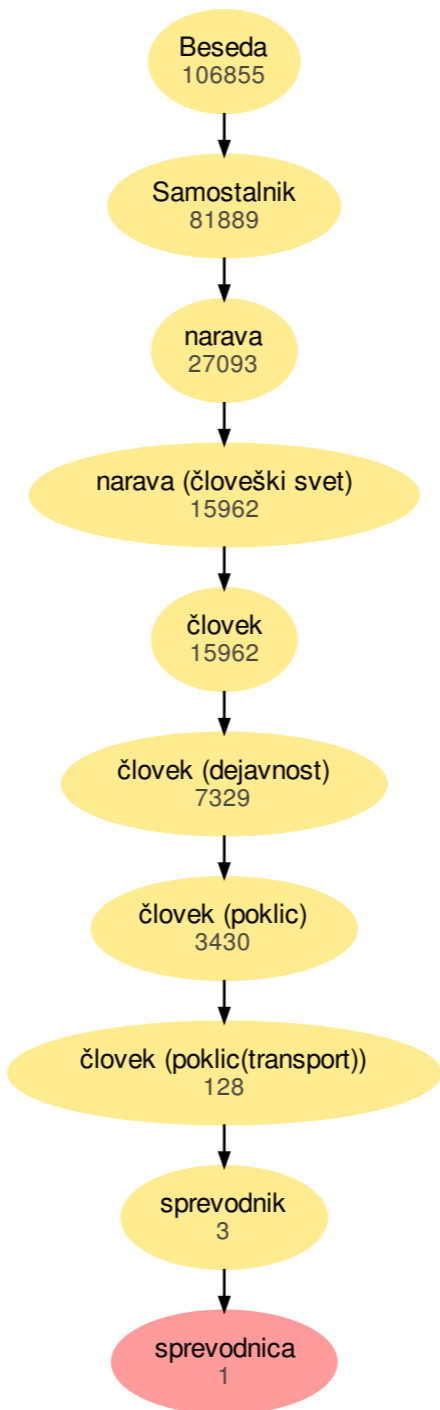 Beseda
106855
Samostalnik
81889
narava
27093
narava (človeški svet)
15962
človek
15962
človek (dejavnost)
7329
človek (poklic)
3430
človek (poklic(transport))
128
sprevodnik
3
sprevodnica
1